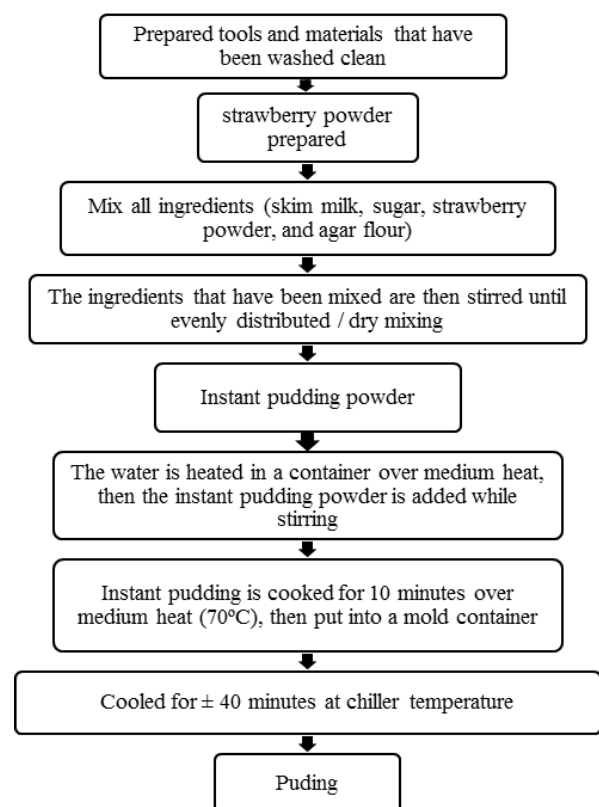 Prepared tools and materials that have
been washed clean
strawberry powder
prepared
Mix all ingredients (skim milk, sugar, strawberry
powder, and agar flour)
The ingredients that have been mixed are then stirred until
evenly distributed / dry mixing
Instant pudding powder
The water is heated in a container over medium heat,
then the instant pudding powder is added while
stirring
Instant pudding is cooked for 10 minutes over
medium heat (70°C), then put into a mold container
Cooled for ± 40 minutes at chiller temperature
Puding